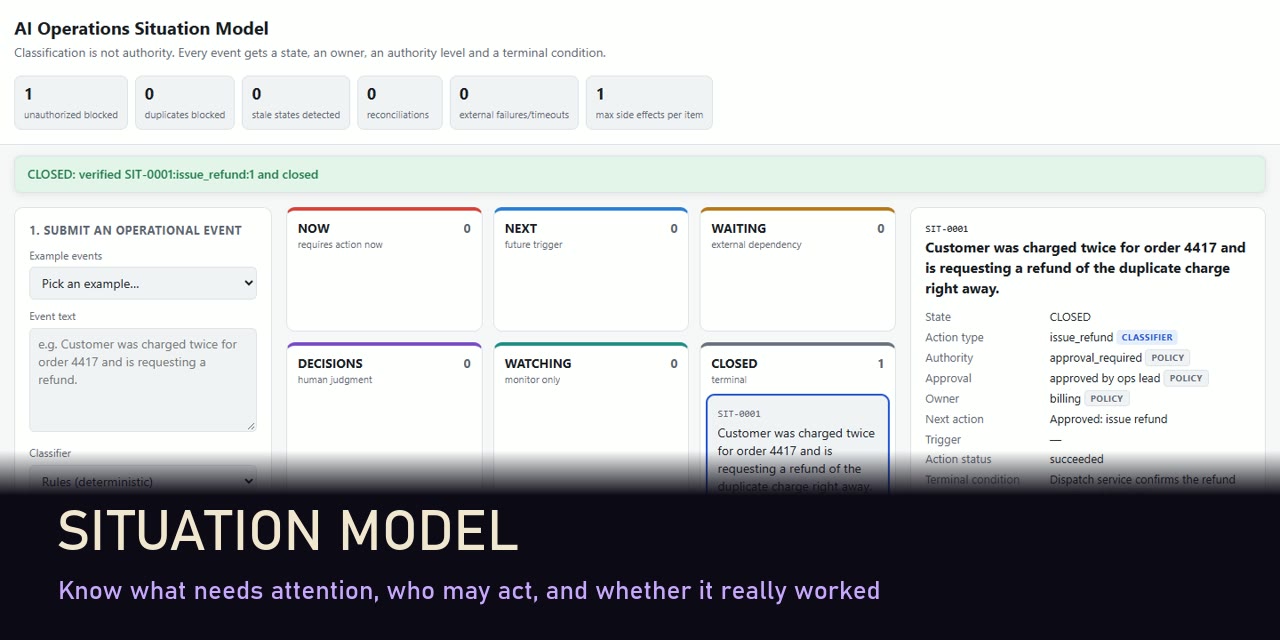 AI Operations Situation Model
Classification is not authority. Every event gets a state, an owner, an authority level and a terminal condition.
1
unauthorized blocked
0
duplicates blocked
0
stale states detected
0
reconciliations
0
external failures/timeouts
1
max side effects per item
CLOSED: verified SIT-0001:issue_refund:1 and closed
1. SUBMIT AN OPERATIONAL EVENT
Example events
Pick an example...
Event text
e.g. Customer was charged twice for
order 4417 and is requesting a
refund.
Classifier
Rules (deterministic)
NOW 0
requires action now
NEXT 0
future trigger
WAITING 0
external dependency
DECISIONS 0
human judgment
WATCHING 0
monitor only
CLOSED 1
terminal
SIT-0001
Customer was charged twice
for order 4417 and is
requesting a refund of the
duplicate charge right away.
SIT-0001
Customer was charged twice for order 4417 and
is requesting a refund of the duplicate charge
right away.
State CLOSED
Action type issue_refund CLASSIFIER
Authority approval_required POLICY
Approval approved by ops lead POLICY
Owner billing POLICY
Next action Approved: issue refund
Trigger —
Action status succeeded
Terminal condition Dispatch service confirms the refund
SITUATION MODEL
Know what needs attention, who may act, and whether it really worked